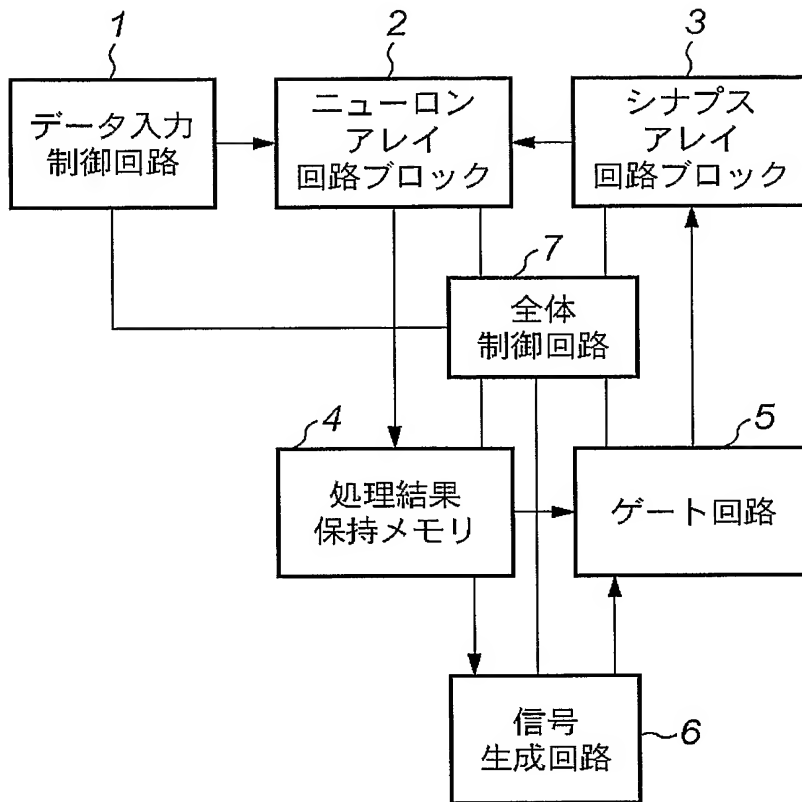 1
データ入力
制御回路
2
ニューロン
アレイ
回路ブロック
3
シナプス
アレイ
回路ブロック
7
全体
制御回路
4
処理結果
保持メモリ
5
ゲート回路
信号
生成回路
6